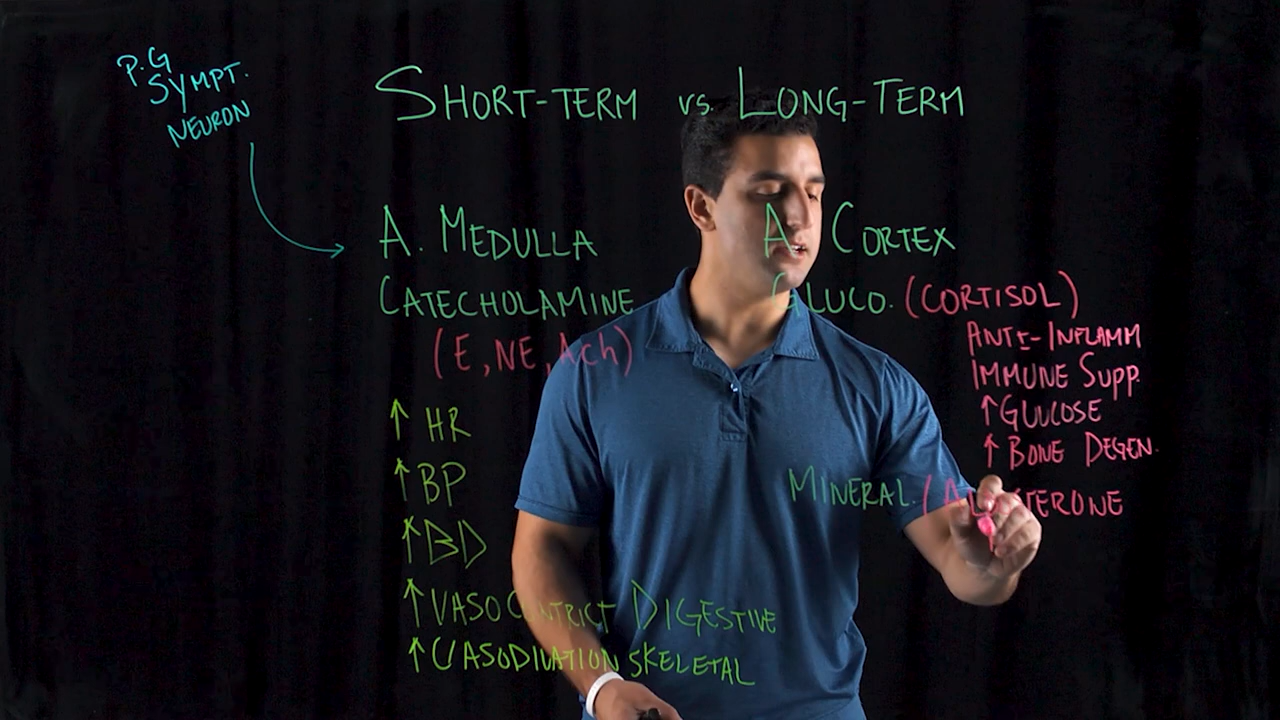 P.G
SYMPT.
NEURON
SHORT-TERM vs. LONG-TERM
A. MEDULLA
CATECHOLAMINE
(E, NE, ACh)
↑ HR
↑ BP
↑ BD
↑ VASOCONTRICT DIGESTIVE
↑ VASODILATION SKELETAL
A. CORTEX
GLUCO. (CORTISOL)
ANTI-INFLAMM
IMMUNE SUPP.
↑ GLUCOSE
↑ BONE DEGEN.
MINERAL. (ALDOSTERONE